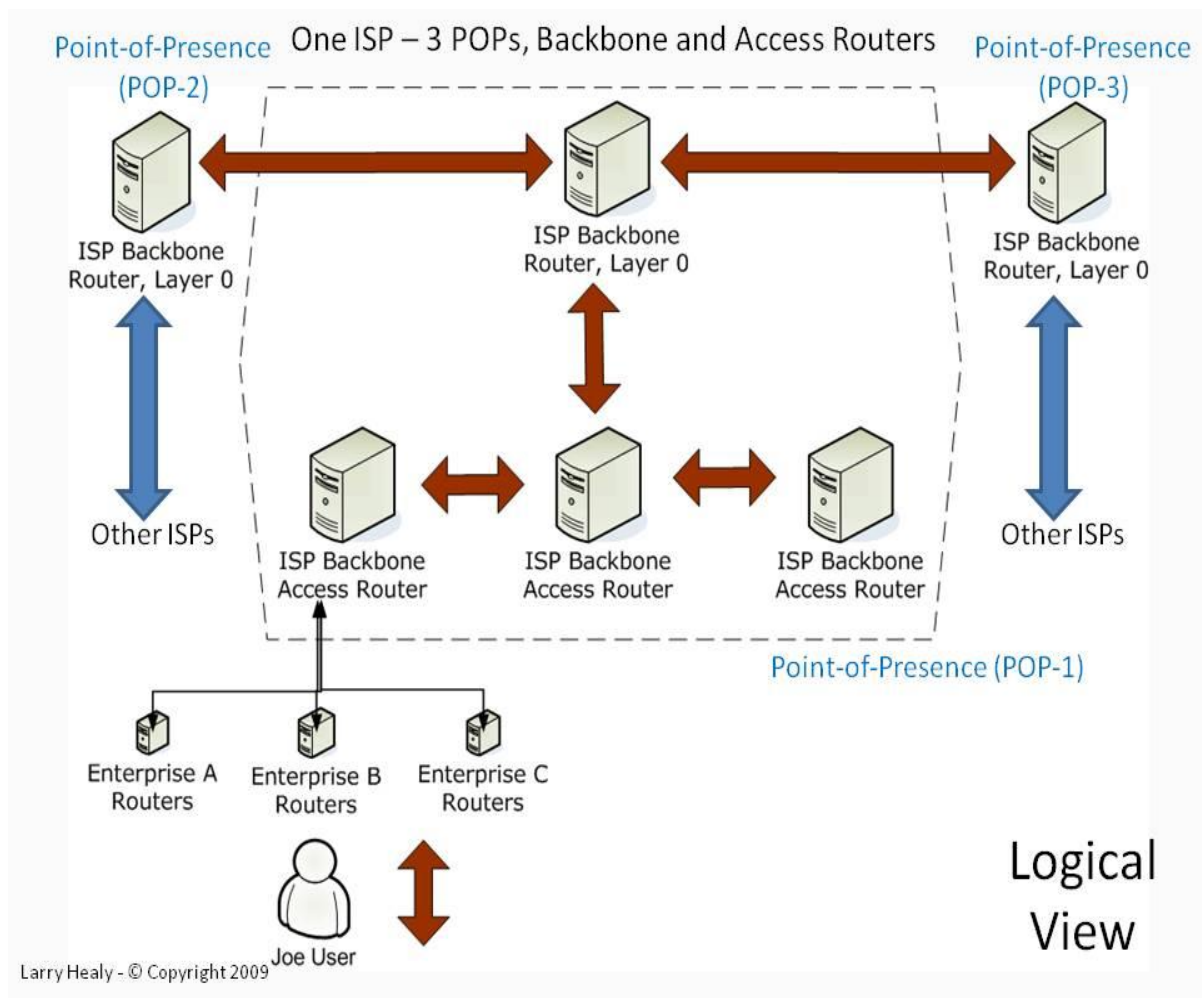 One ISP – 3 POPs, Backbone and Access Routers
Point-of-Presence
(POP-2)
Point-of-Presence
(POP-3)
ISP Backbone
Router, Layer 0
ISP Backbone
Router, Layer 0
ISP Backbone
Router, Layer 0
Other ISPs
Other ISPs
ISP Backbone
Access Router
ISP Backbone
Access Router
ISP Backbone
Access Router
Point-of-Presence (POP-1)
Enterprise A
Routers
Enterprise B
Routers
Enterprise C
Routers
Joe User
Logical
View
Larry Healy - © Copyright 2009